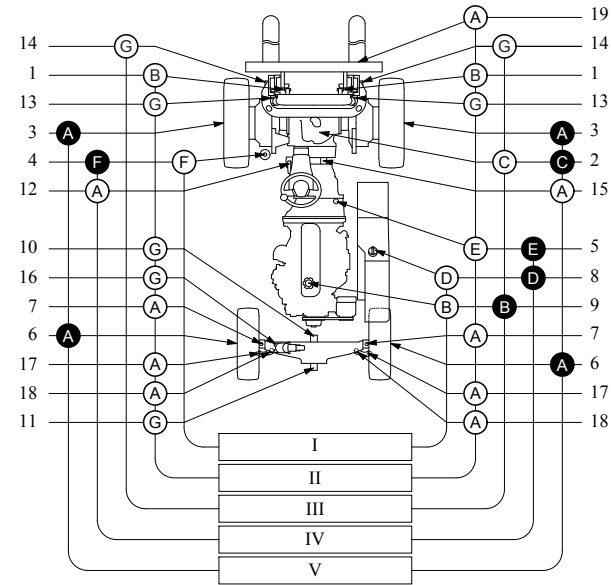 A 19
14 G G 14
1 B B 1
13 G G 13
3 A A 3
4 F F C C 2
12 A A 15
10 G E E 5
16 G D D 8
7 A B B 9
6 A A 7
17 A A 6
18 A A 17
11 G A 18
I
II
III
IV
V